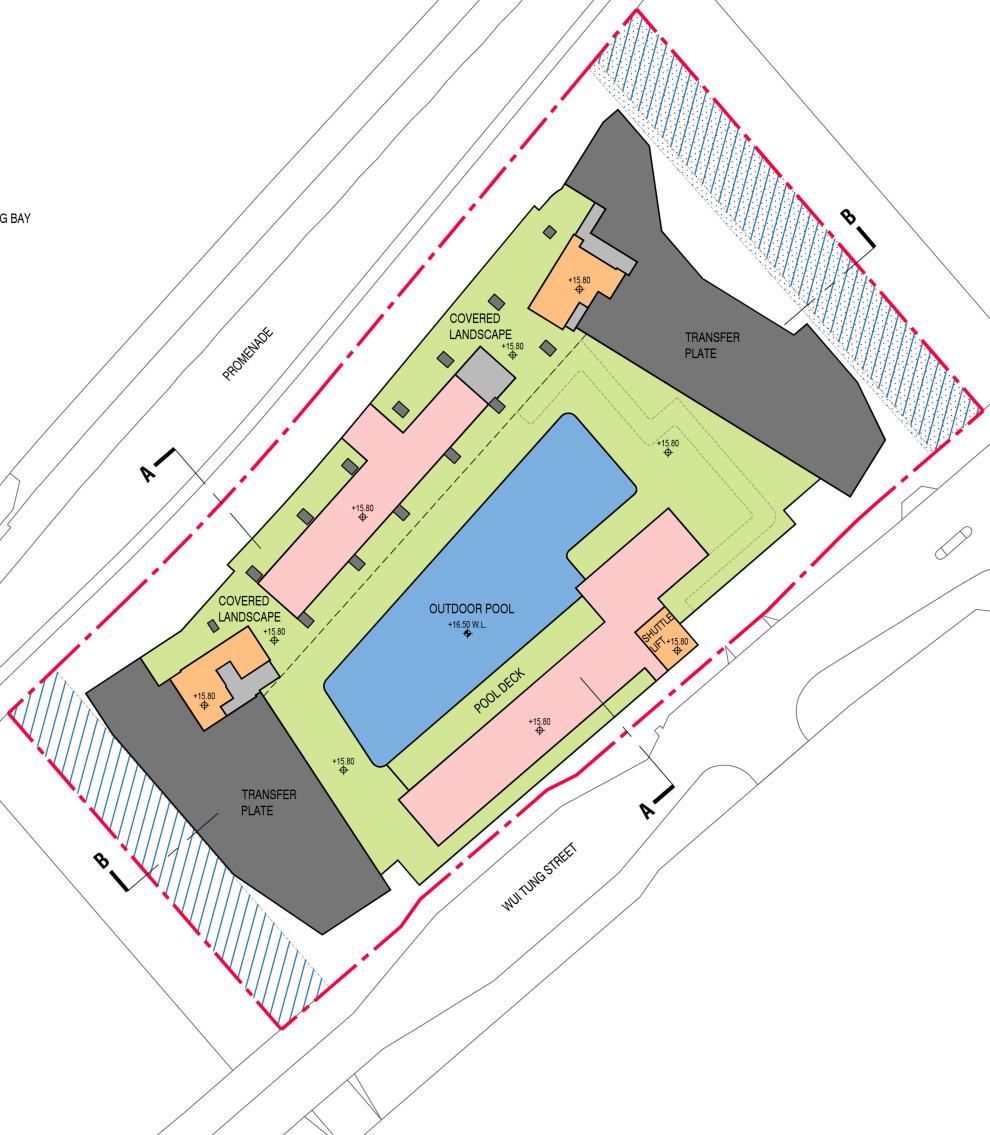 B
G BAY
+15.80
COVERED
LANDSCAPE
+15.80
PROMENADE
TRANSFER
PLATE
A
+15.80
+15.80
COVERED
LANDSCAPE
+15.80
OUTDOOR POOL
+16.50 W.L.
SHUTTLE
LIFT
+15.80
+15.80
POOL DECK
+15.80
+15.80
TRANSFER
PLATE
A
B
WUI TUNG STREET